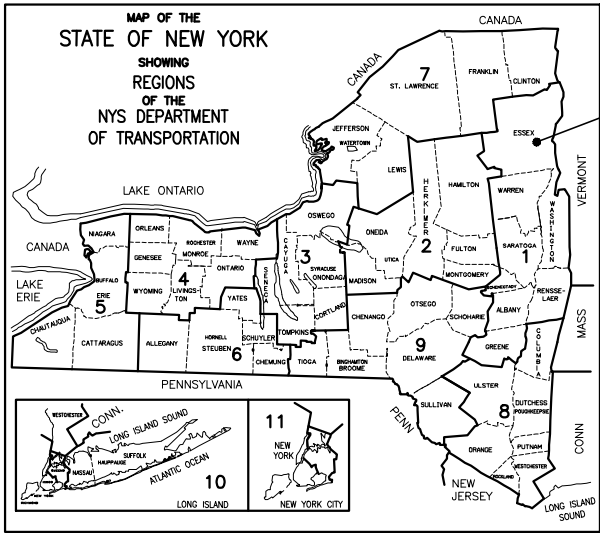 MAP OF THE
STATE OF NEW YORK
SHOWING
REGIONS
OF THE
NYS DEPARTMENT
OF TRANSPORTATION
CANADA
CANADA
7
ST. LAWRENCE
FRANKLIN
CLINTON
ESSEX
JEFFERSON
WATERTOWN
LEWIS
HERKIMER
HAMILTON
WARREN
WASHINGTON
VERMONT
LAKE ONTARIO
OSWEGO
ONEIDA
UTICA
2
FULTON
MONTGOMERY
SARATOGA
1
NIAGARA
ORLEANS
ROCHESTER
MONROE
WAYNE
CAYUGA
3
SYRACUSE
ONONDAGA
MADISON
CANADA
GENESEE
ONTARIO
SENECA
SCHENECTADY
RENSSE-
LAER
LAKE
ERIE
BUFFALO
ERIE
5
WYOMING
4
LIVINGS-
TON
YATES
CORTLAND
CHENANGO
OTSEGO
SCHOHARIE
ALBANY
MASS
CHAUTAUQUA
CATTARAGUS
ALLEGANY
HORNELL
STEUBEN
6
SCHUYLER
CHEMUNG
TOMPKINS
TIOGA
BINGHAMTON
BROOME
9
DELAWARE
GREENE
COLUMBIA
PENNSYLVANIA
PENN
SULLIVAN
ULSTER
8
DUTCHESS
POUGHKEEPSIE
CONN
ORANGE
PUTNAM
ROCKLAND
WESTCHESTER
NEW
JERSEY
LONG ISLAND
SOUND
WESTCHESTER
CONN.
LONG ISLAND SOUND
NASSAU
HAUPPAUGE
SUFFOLK
ATLANTIC OCEAN
10
LONG ISLAND
11
NEW
YORK
NEW YORK CITY